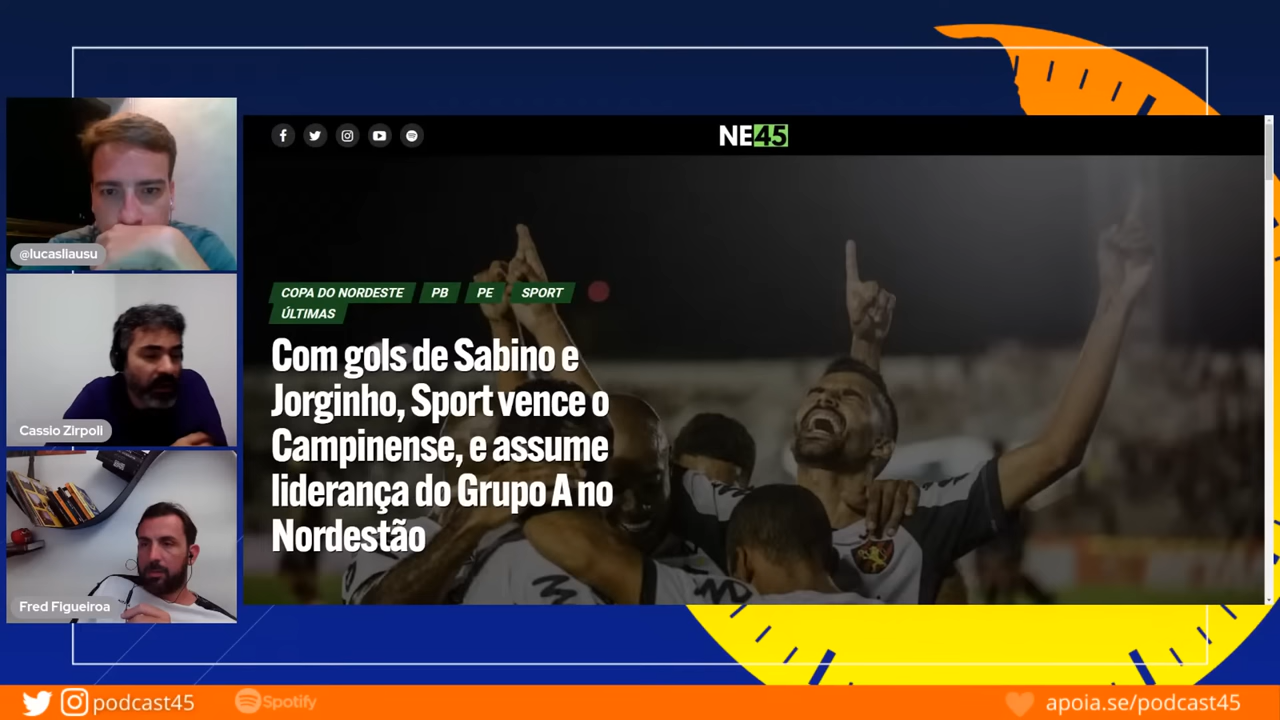 @lucasliausu
Cassio Zirpoli
Fred Figueiroa
NE45
COPA DO NORDESTE PB PE SPORT
ÚLTIMAS
Com gols de Sabino e
Jorginho, Sport vence o
Campinense, e assume
liderança do Grupo A no
Nordestão
podcast45 Spotify apoia.se/podcast45